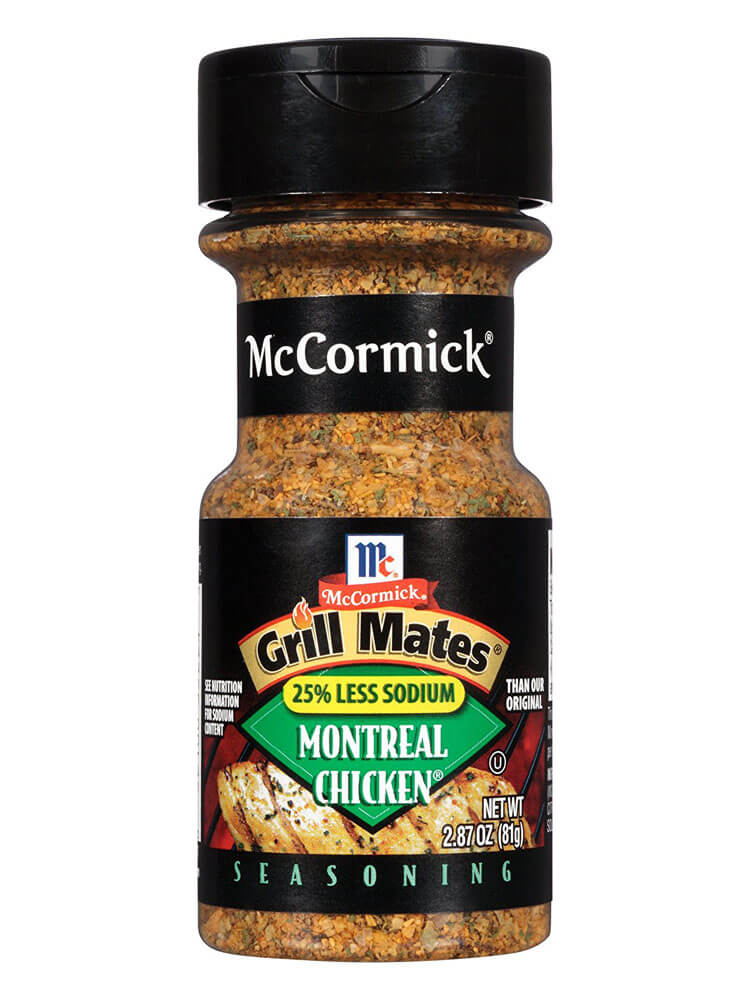 McCormick®
Mc®
McCormick®
Grill Mates®
25% LESS SODIUM
SEE NUTRITION
INFORMATION
FOR SODIUM
CONTENT
THAN OUR
ORIGINAL
MONTREAL
CHICKEN®
U
NET WT
2.87 OZ (81g)
SEASONING